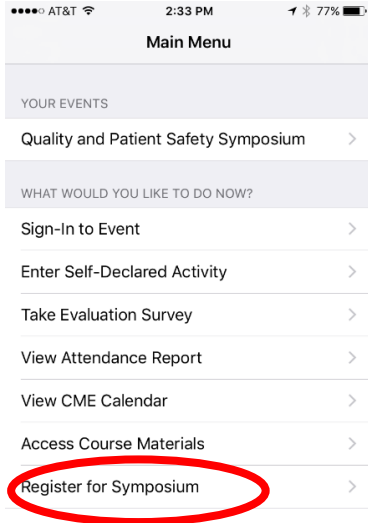 AT&T 2:33 PM 77%
Main Menu
YOUR EVENTS
Quality and Patient Safety Symposium
WHAT WOULD YOU LIKE TO DO NOW?
Sign-In to Event
Enter Self-Declared Activity
Take Evaluation Survey
View Attendance Report
View CME Calendar
Access Course Materials
Register for Symposium